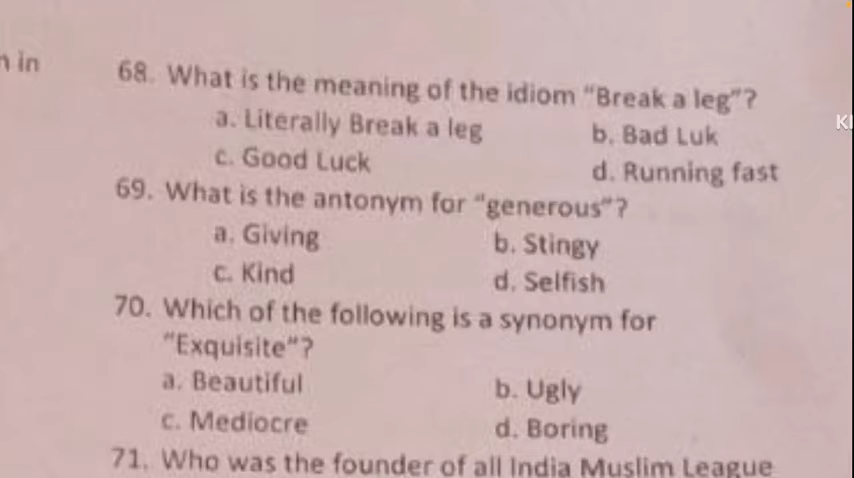 n in
68. What is the meaning of the idiom "Break a leg"?
a. Literally Break a leg b. Bad Luk
c. Good Luck d. Running fast
69. What is the antonym for "generous"?
a. Giving b. Stingy
c. Kind d. Selfish
70. Which of the following is a synonym for
"Exquisite"?
a. Beautiful b. Ugly
c. Mediocre d. Boring
71. Who was the founder of all India Muslim League